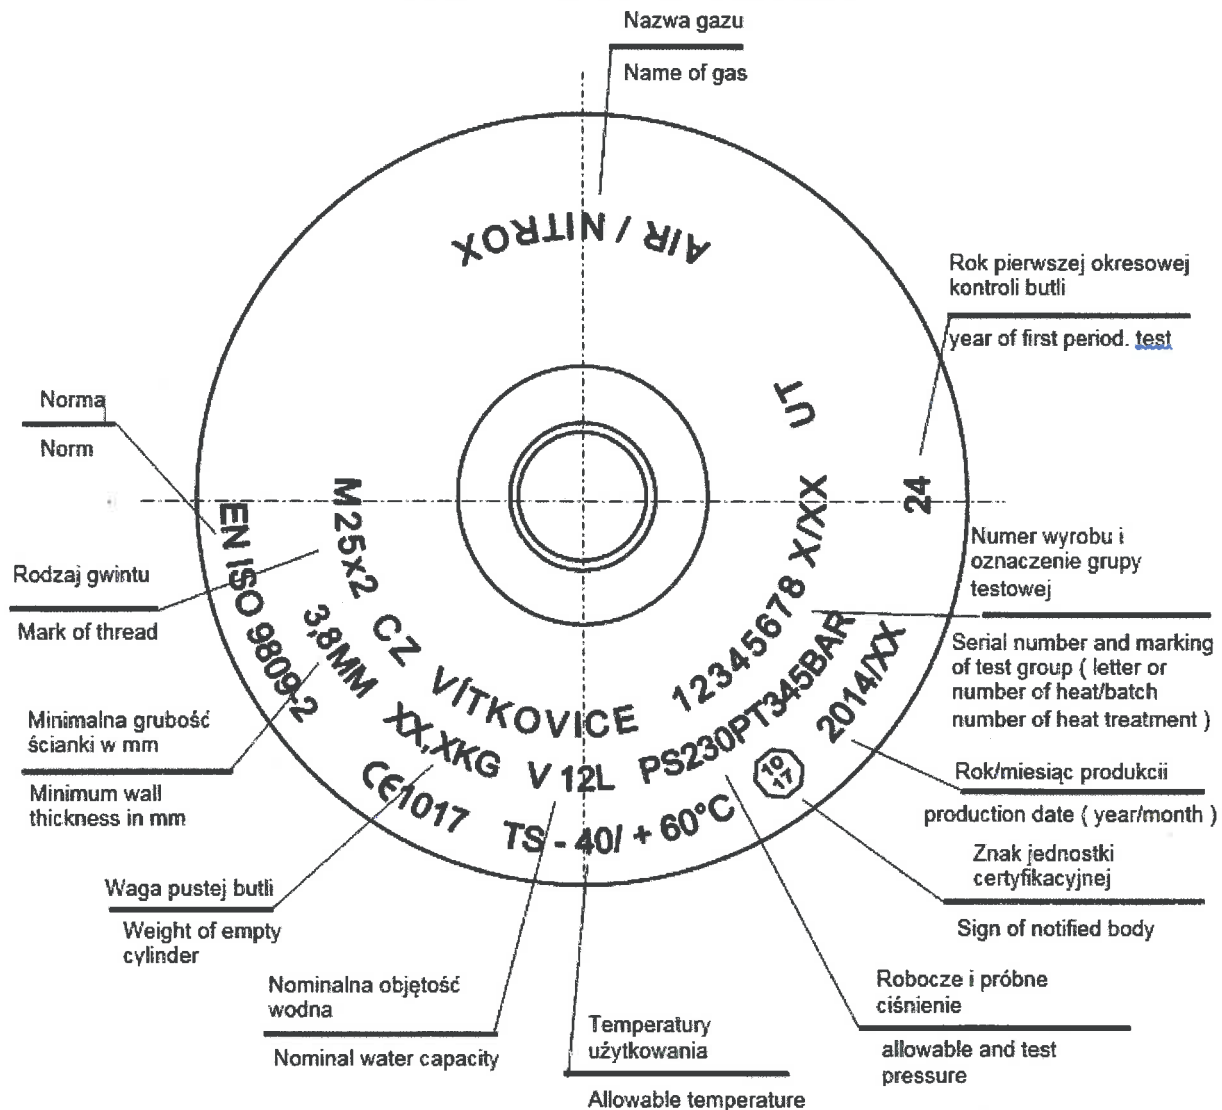 Nazwa gazu
Name of gas
AIR / NITROX
Rok pierwszej okresowej
kontroli butli
year of first period. test
UT
24
Norma
Norm
EN ISO 9809-2
M25x2 CZ VÍTKOVICE 12345678 X/XX
3,8MM XX,XKG V 12L PS230PT345BAR
CE1017 TS - 40/ + 60°C 10 17 2014/XX
Rodzaj gwintu
Mark of thread
Minimalna grubość
ścianki w mm
Minimum wall
thickness in mm
Numer wyrobu i
oznaczenie grupy
testowej
Serial number and marking
of test group ( letter or
number of heat/batch
number of heat treatment )
Rok/miesiąc produkcii
production date ( year/month )
Znak jednostki
certyfikacyjnej
Sign of notified body
Waga pustej butli
Weight of empty
cylinder
Nominalna objętość
wodna
Nominal water capacity
Temperatury
użytkowania
Allowable temperature
Robocze i próbne
ciśnienie
allowable and test
pressure